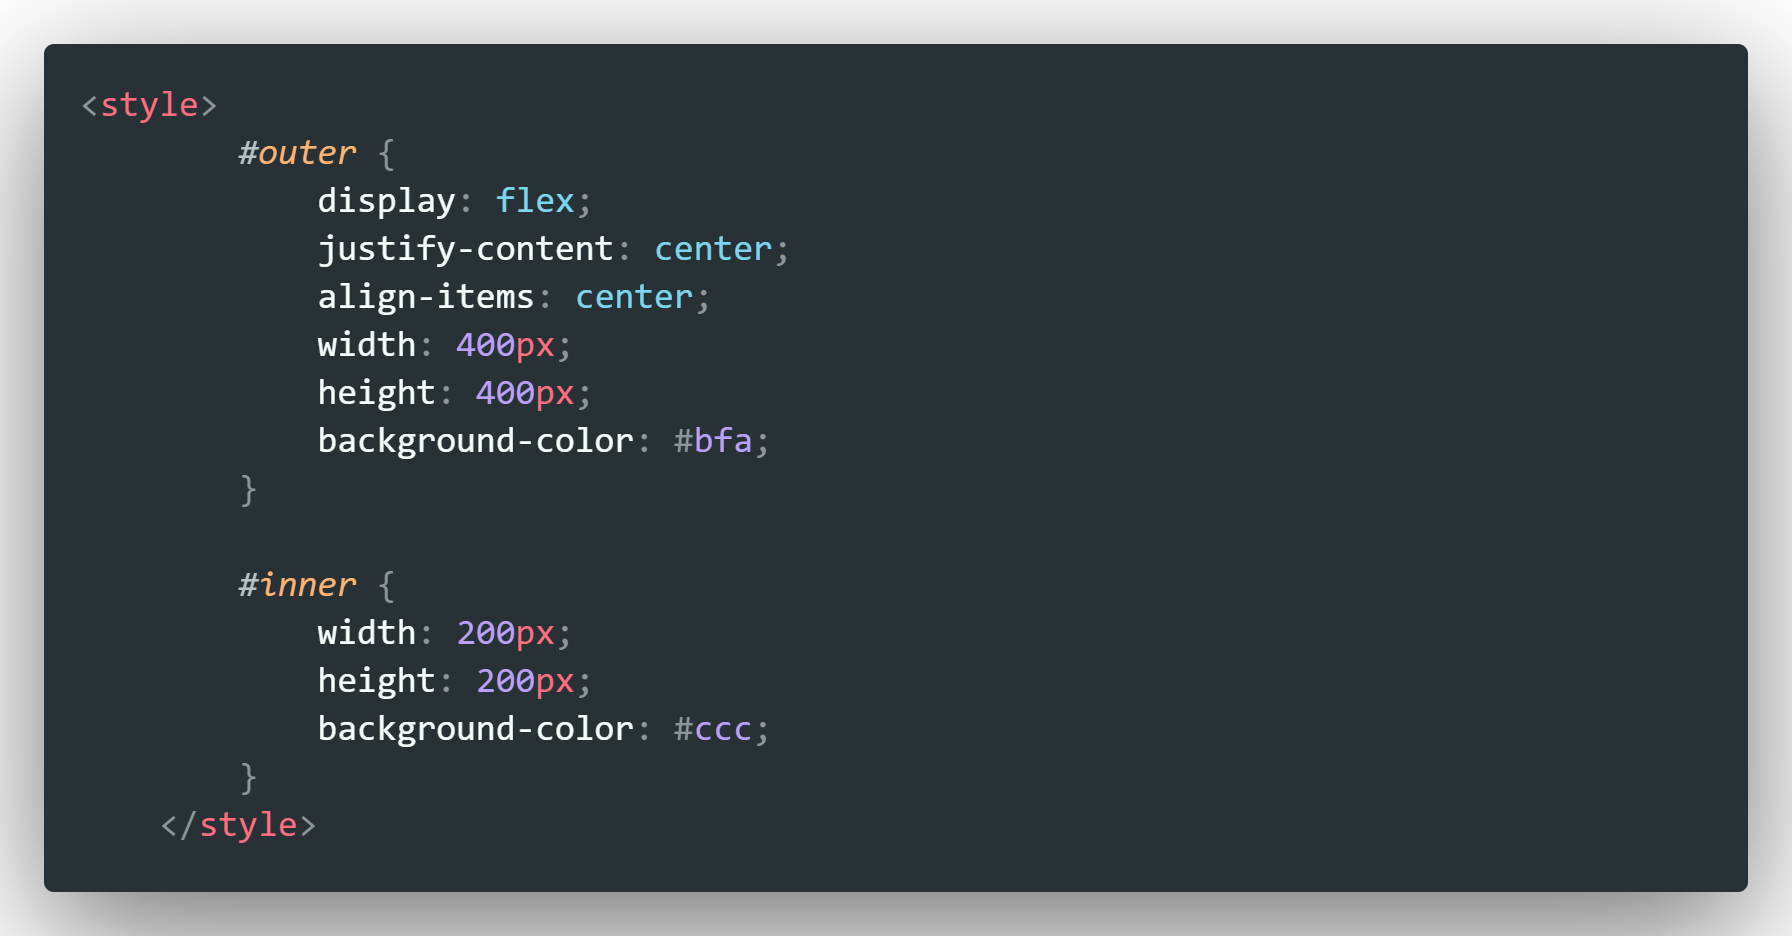 <style>
        #outer {
            display: flex;
            justify-content: center;
            align-items: center;
            width: 400px;
            height: 400px;
            background-color: #bfa;
        }

        #inner {
            width: 200px;
            height: 200px;
            background-color: #ccc;
        }
    </style>